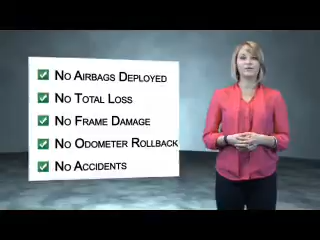 No Airbags Deployed
No Total Loss
No Frame Damage
No Odometer Rollback
No Accidents